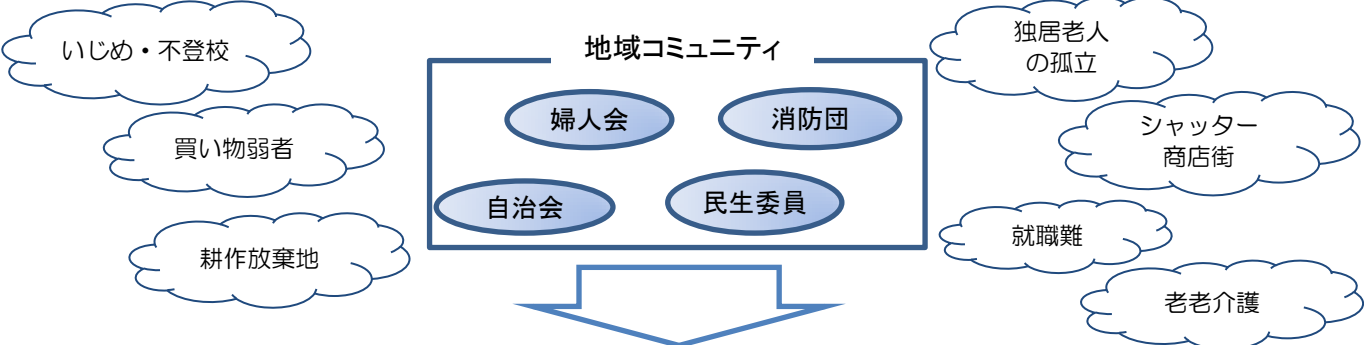 いじめ・不登校
買い物弱者
耕作放棄地
地域コミュニティ
婦人会
消防団
自治会
民生委員
独居老人
の孤立
シャッター
商店街
就職難
老老介護